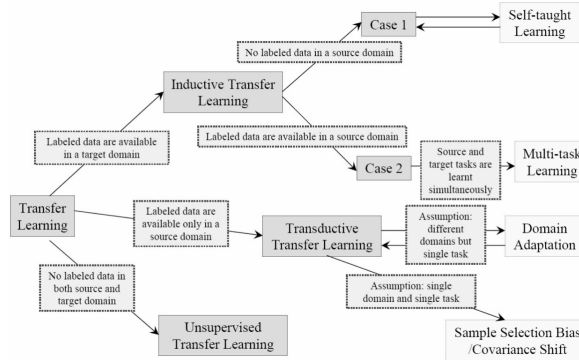 Case 1
Self-taught
Learning
No labeled data in a source domain
Inductive Transfer
Learning
Labeled data are available
in a target domain
Labeled data are available in a source domain
Case 2
Source and
target tasks are
learnt
simultaneously
Multi-task
Learning
Transfer
Learning
Labeled data are
available only in a
source domain
Transductive
Transfer Learning
Assumption:
different
domains but
single task
Domain
Adaptation
No labeled data in
both source and
target domain
Assumption: single
domain and single task
Unsupervised
Transfer Learning
Sample Selection Bias
/Covariance Shift